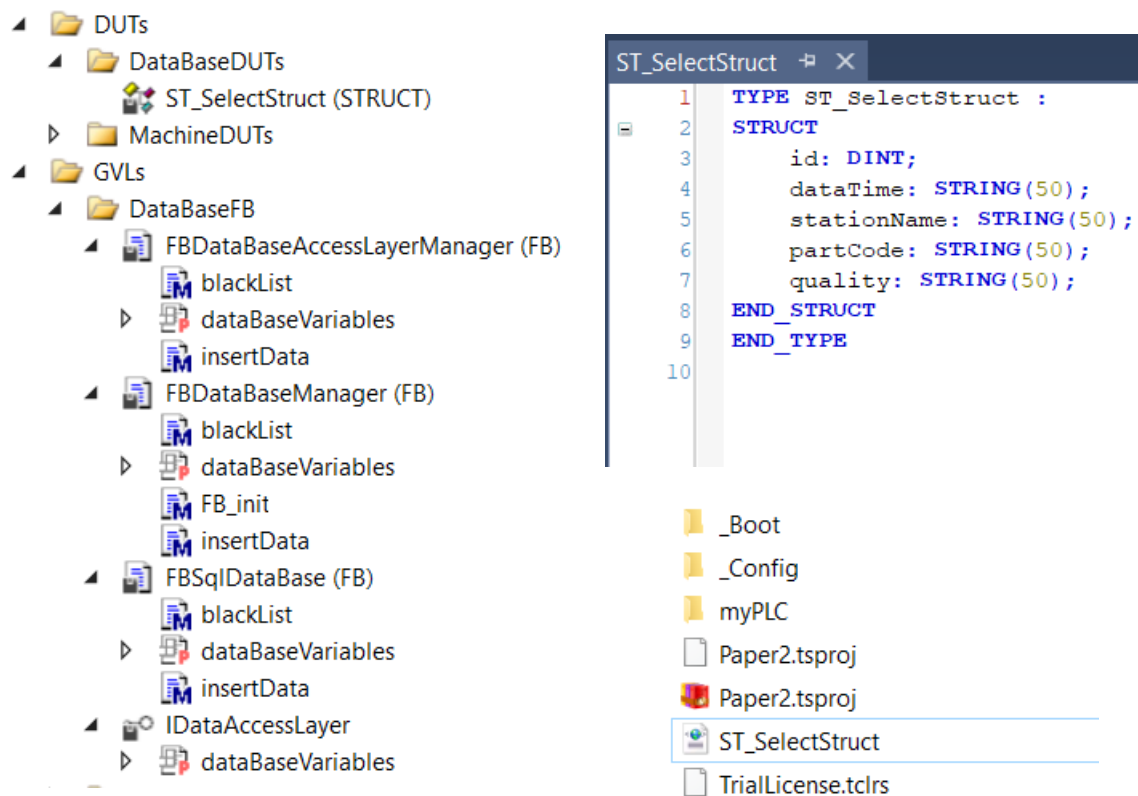 DUTs
DataBaseDUTs
ST_SelectStruct (STRUCT)
MachineDUTs
GVLs
DataBaseFB
FBDataBaseAccessLayerManager (FB)
blackList
dataBaseVariables
insertData
FBDataBaseManager (FB)
blackList
dataBaseVariables
FB_init
insertData
FBSqlDataBase (FB)
blackList
dataBaseVariables
insertData
IDataAccessLayer
dataBaseVariables
ST_SelectStruct
1 TYPE ST_SelectStruct :
2 STRUCT
3 id: DINT;
4 dataTime: STRING(50);
5 stationName: STRING(50);
6 partCode: STRING(50);
7 quality: STRING(50);
8 END_STRUCT
9 END_TYPE
10
_Boot
_Config
myPLC
Paper2.tsproj
Paper2.tsproj
ST_SelectStruct
TrialLicense.tclrs